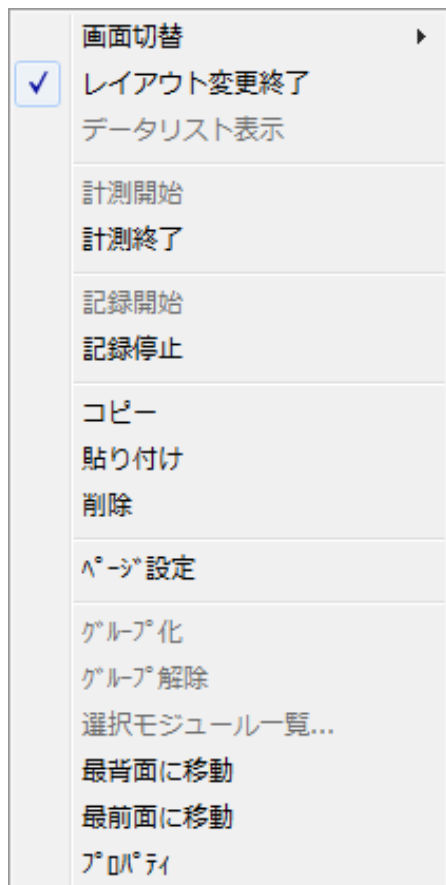 画面切替
レイアウト変更終了
データリスト表示
計測開始
計測終了
記録開始
記録停止
コピー
貼り付け
削除
ﾍﾟｰｼﾞ設定
ｸﾞﾙｰﾌﾟ化
ｸﾞﾙｰﾌﾟ解除
選択モジュール一覧...
最背面に移動
最前面に移動
ﾌﾟﾛﾊﾟﾃｨ